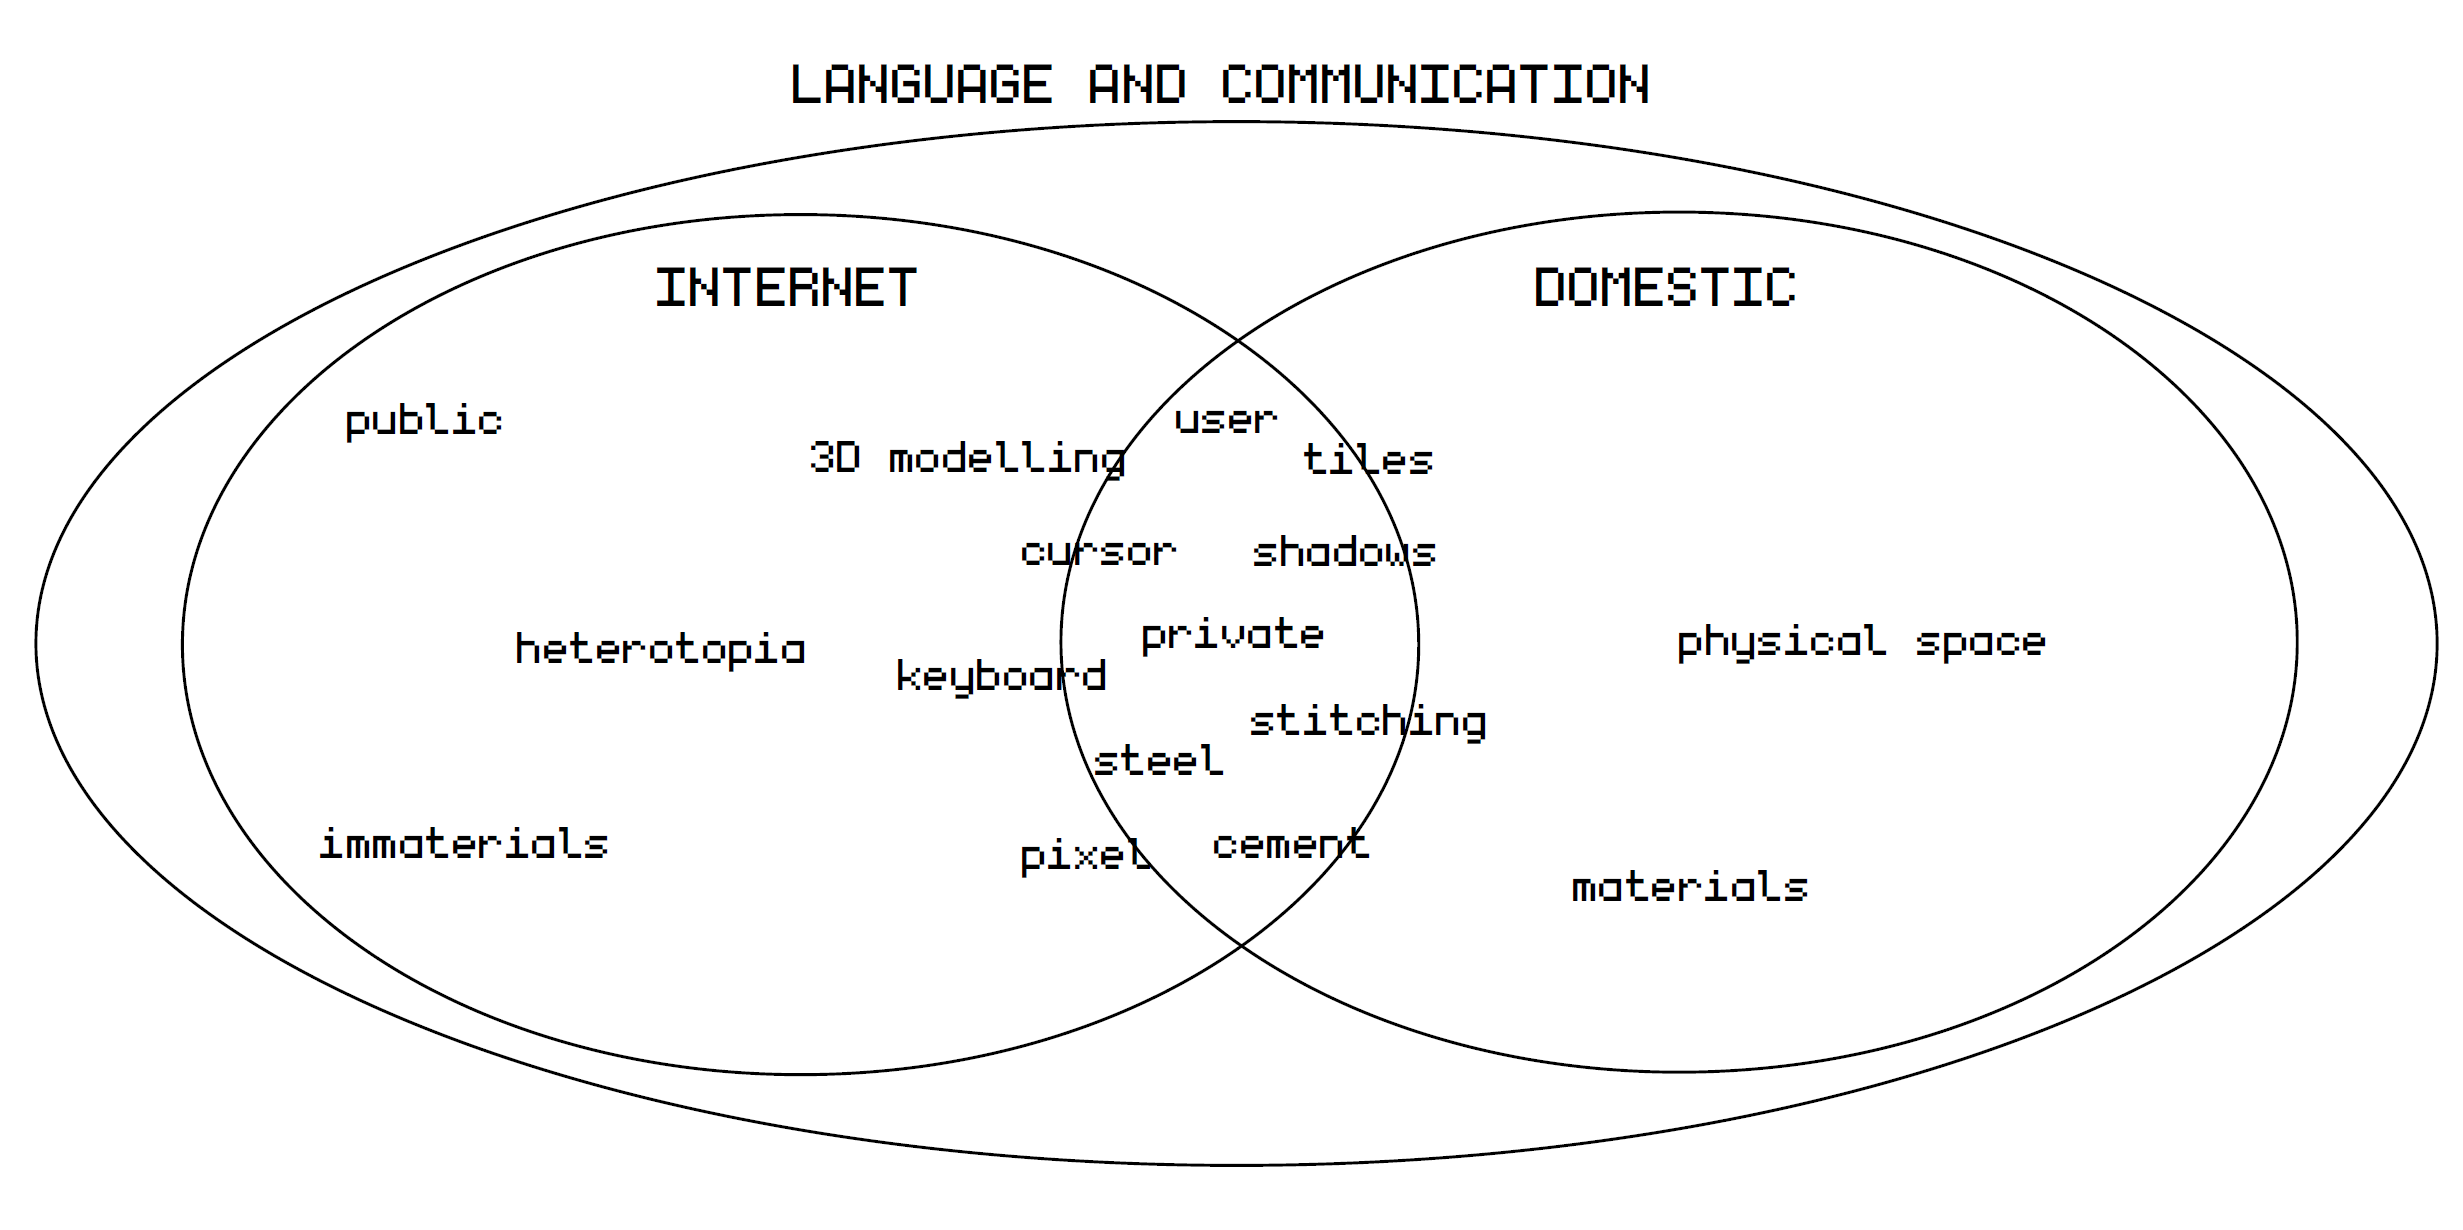 LANGUAGE AND COMMUNICATION
INTERNET
DOMESTIC
public
user
3D modelling
tiles
cursor
shadows
private
heterotopia
physical space
keyboard
stitching
steel
immaterials
pixel
cement
materials